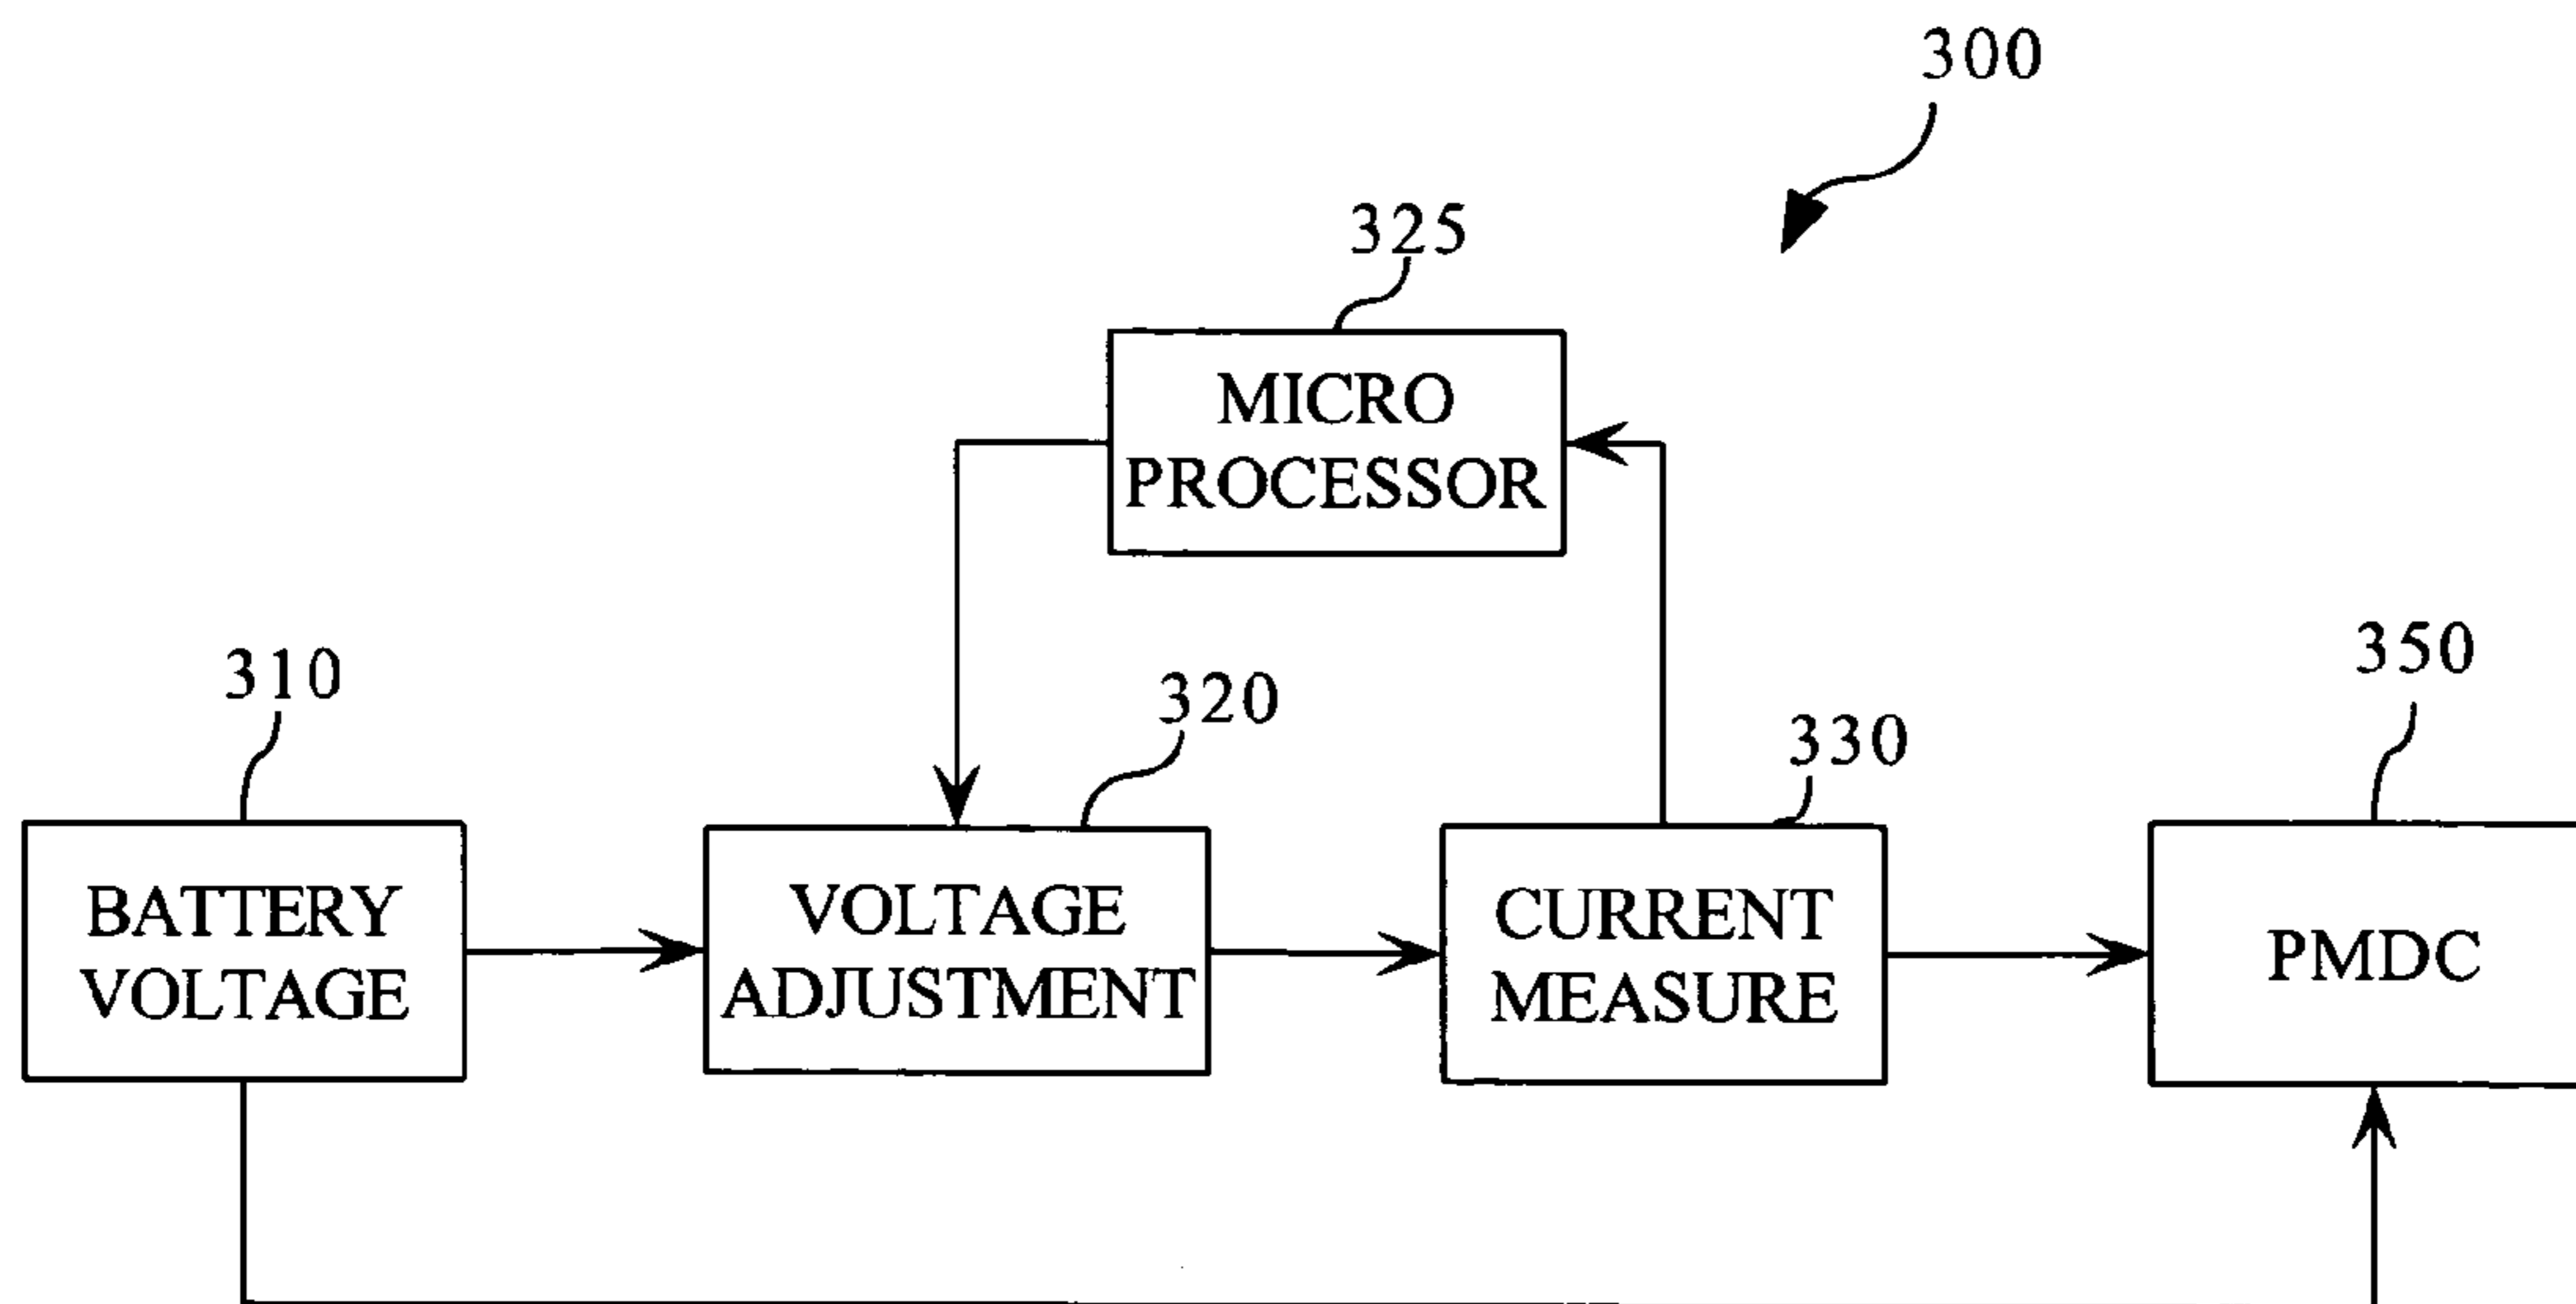 300
325
MICRO
PROCESSOR
310
320
330
350
BATTERY
VOLTAGE
VOLTAGE
ADJUSTMENT
CURRENT
MEASURE
PMDC